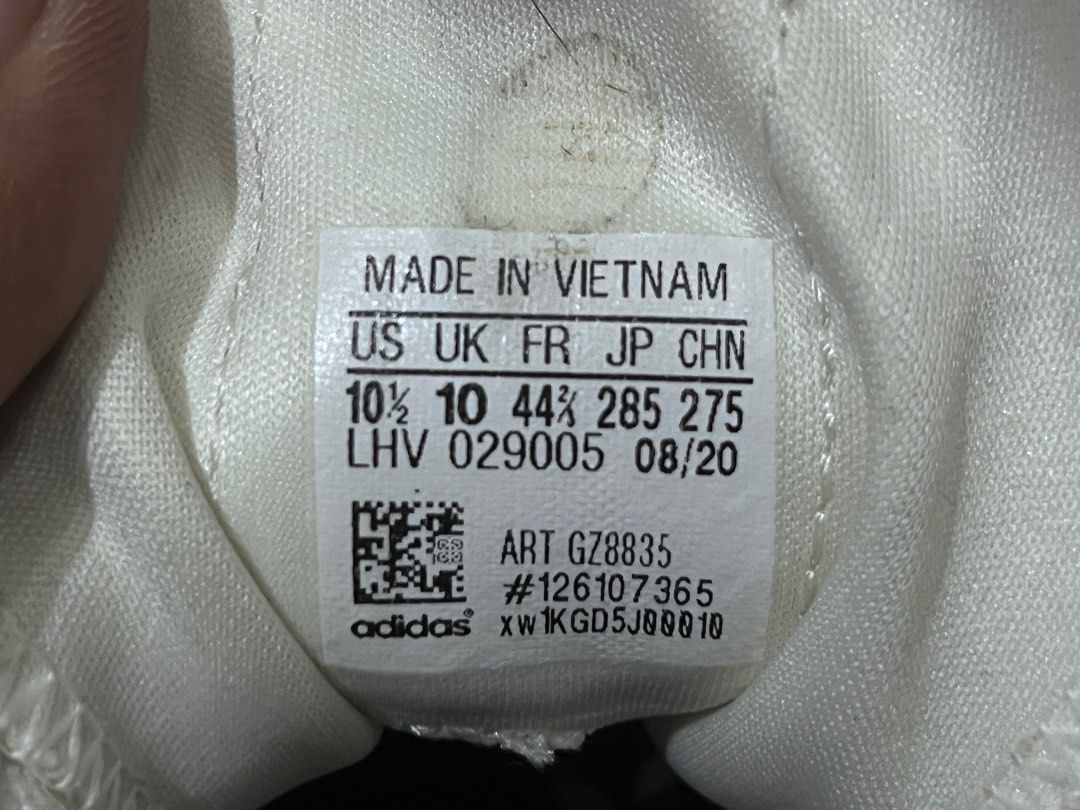 MADE IN VIETNAM
US UK FR JP CHN
10½ 10 44⅔ 285 275
LHV 029005 08/20
ART GZ8835
#126107365
adidas® xw1KGD5J00010